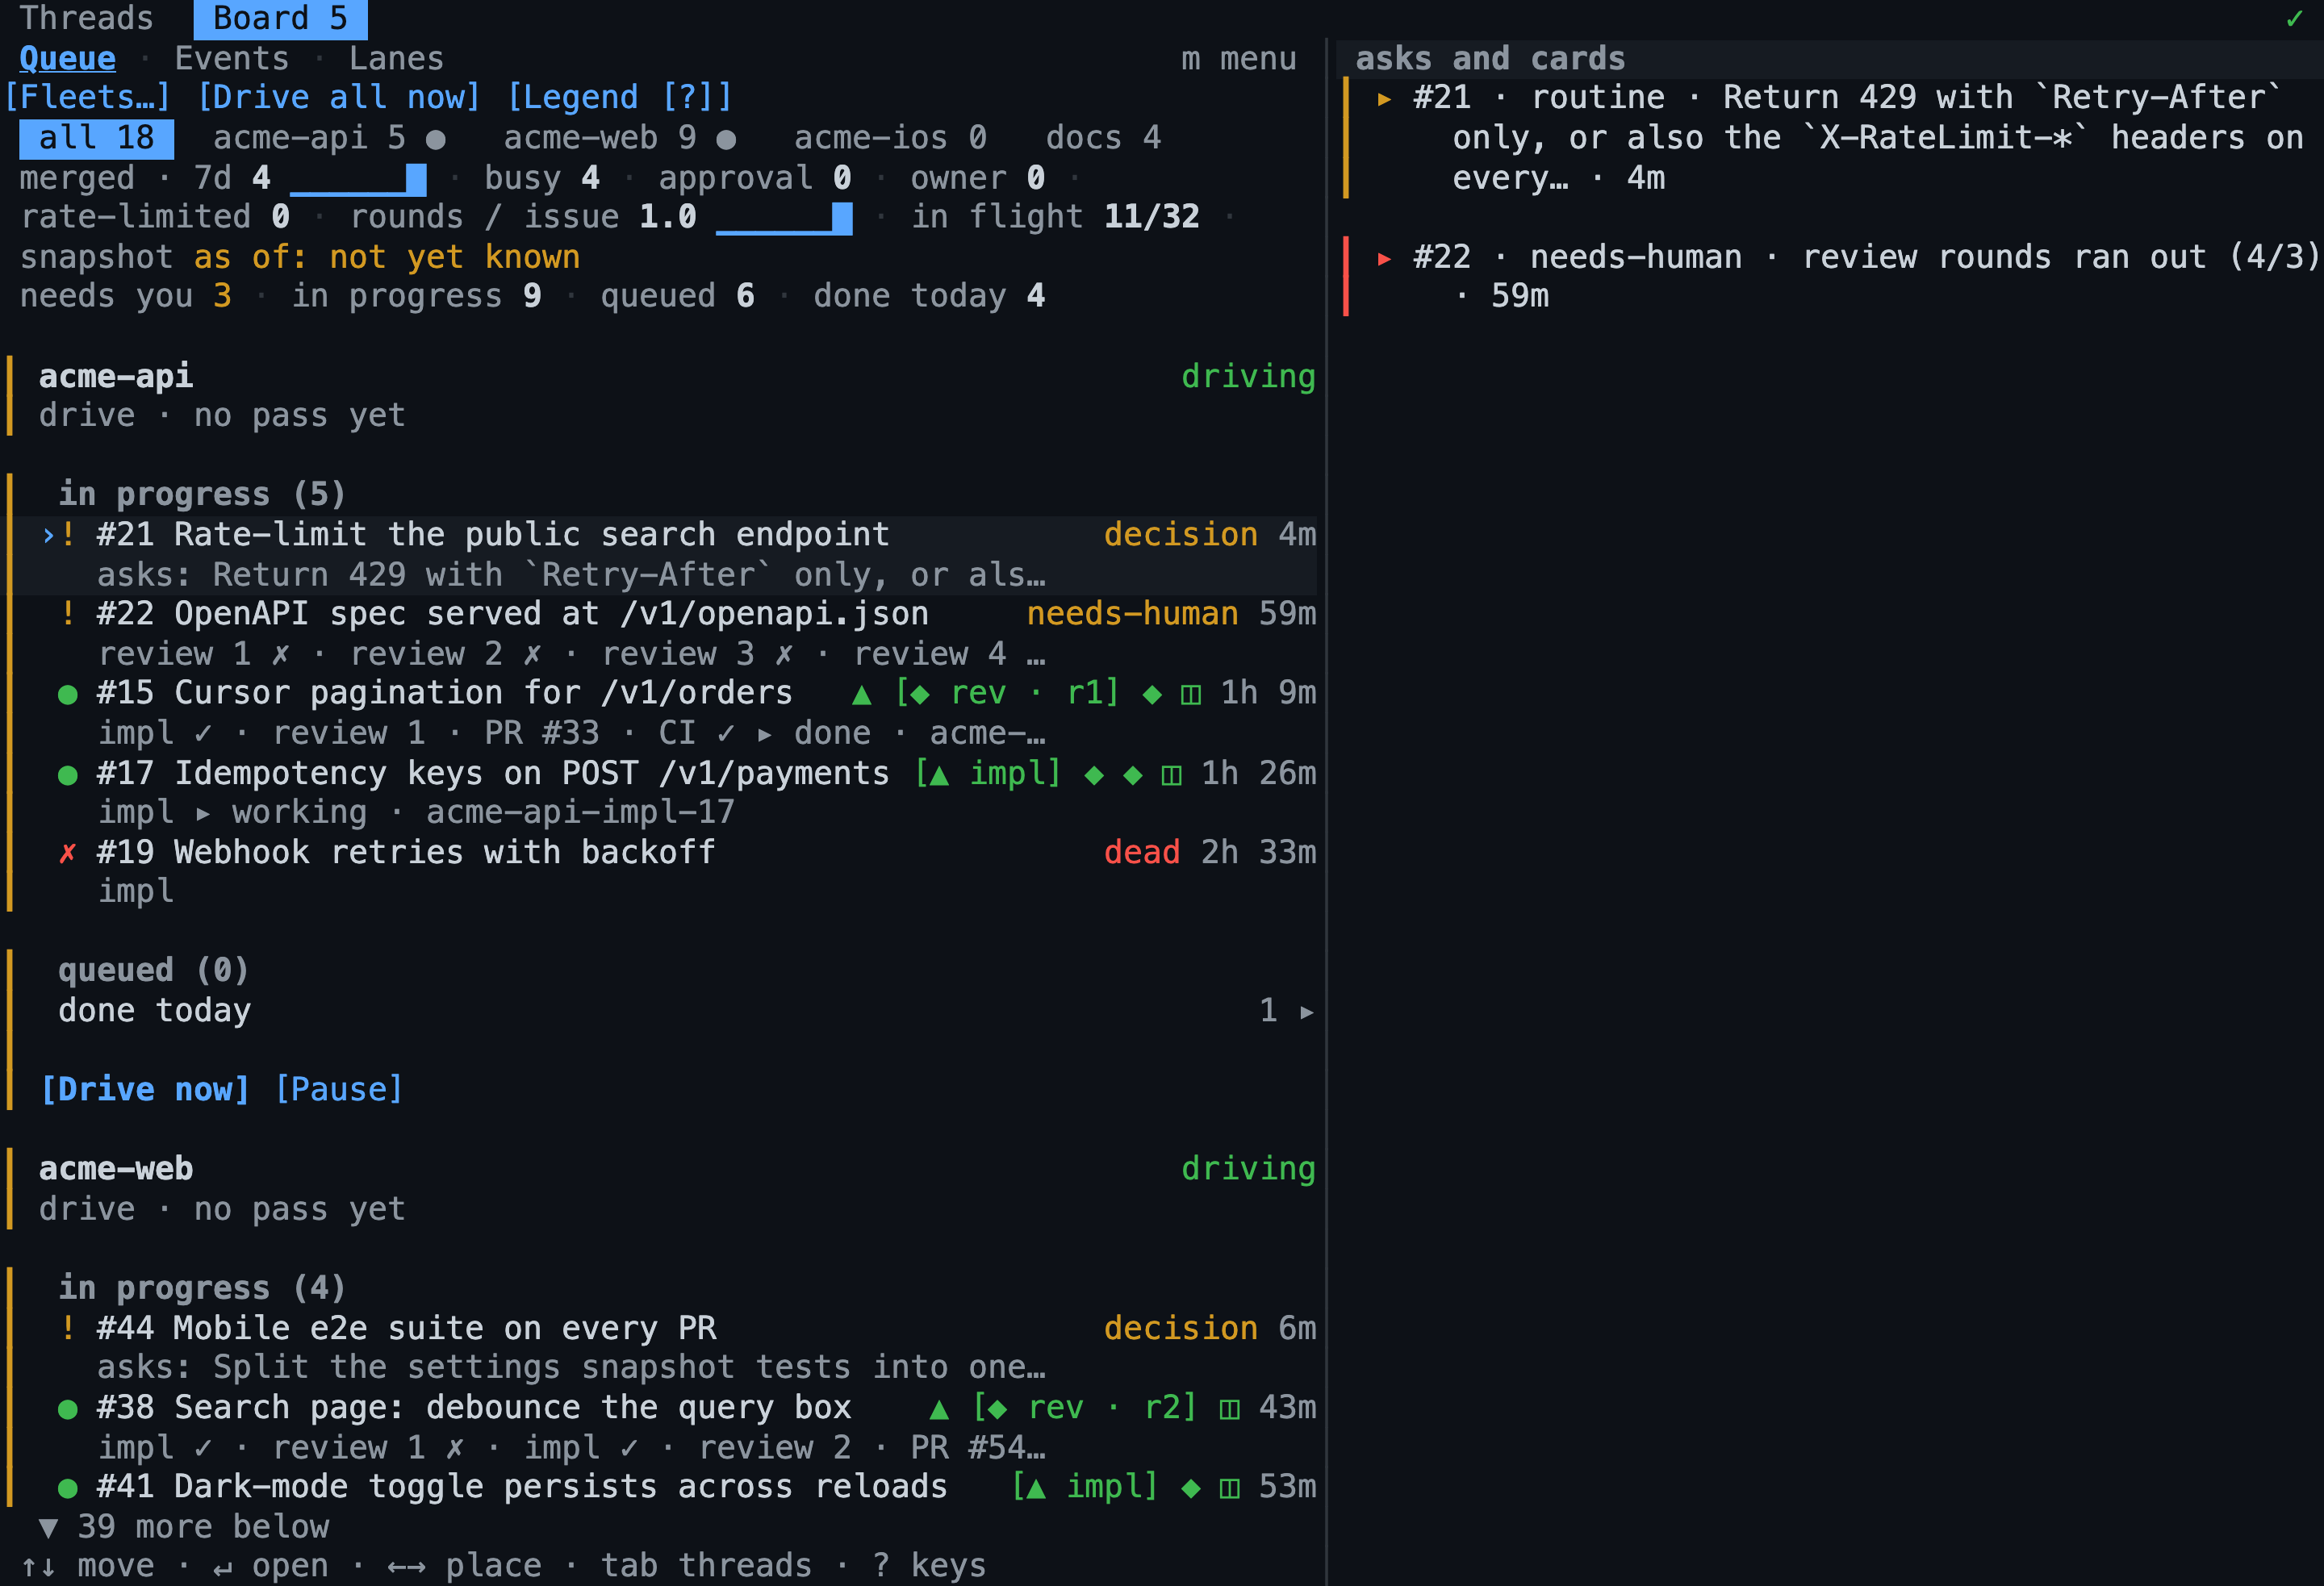 Threads Board 5 ✓
Queue · Events · Lanes m menu
[Fleets…] [Drive all now] [Legend [?]]
all 18 acme-api 5 ● acme-web 9 ● acme-ios 0 docs 4
merged · 7d 4 ▁▁▁▁▁▁█ · busy 4 · approval 0 · owner 0 ·
rate-limited 0 · rounds / issue 1.0 ▁▁▁▁▁▁█ · in flight 11/32 ·
snapshot as of: not yet known
needs you 3 · in progress 9 · queued 6 · done today 4
acme-api driving
drive · no pass yet
in progress (5)
›! #21 Rate-limit the public search endpoint decision 4m
asks: Return 429 with `Retry-After` only, or als…
! #22 OpenAPI spec served at /v1/openapi.json needs-human 59m
review 1 ✗ · review 2 ✗ · review 3 ✗ · review 4 …
● #15 Cursor pagination for /v1/orders ▲ [◆ rev · r1] ◆ ◫ 1h 9m
impl ✓ · review 1 · PR #33 · CI ✓ ▸ done · acme-…
● #17 Idempotency keys on POST /v1/payments [▲ impl] ◆ ◆ ◫ 1h 26m
impl ▸ working · acme-api-impl-17
✗ #19 Webhook retries with backoff dead 2h 33m
impl
queued (0)
done today 1 ▸
[Drive now] [Pause]
acme-web driving
drive · no pass yet
in progress (4)
! #44 Mobile e2e suite on every PR decision 6m
asks: Split the settings snapshot tests into one…
● #38 Search page: debounce the query box ▲ [◆ rev · r2] ◫ 43m
impl ✓ · review 1 ✗ · impl ✓ · review 2 · PR #54…
● #41 Dark-mode toggle persists across reloads [▲ impl] ◆ ◫ 53m
▼ 39 more below
↑↓ move · ↵ open · ←→ place · tab threads · ? keys
asks and cards
▸ #21 · routine · Return 429 with `Retry-After`
only, or also the `X-RateLimit-*` headers on
every… · 4m
▸ #22 · needs-human · review rounds ran out (4/3)
· 59m